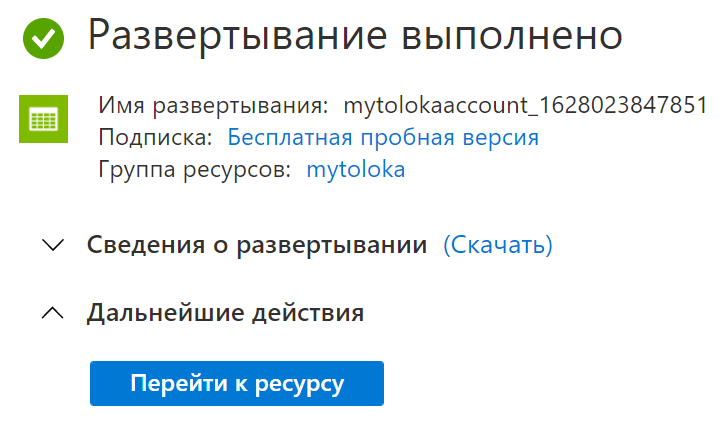 Развертывание выполнено
Имя развертывания: mytolokaaccount_1628023847851
Подписка: Бесплатная пробная версия
Группа ресурсов: mytoloka
Сведения о развертывании (Скачать)
Дальнейшие действия
Перейти к ресурсу